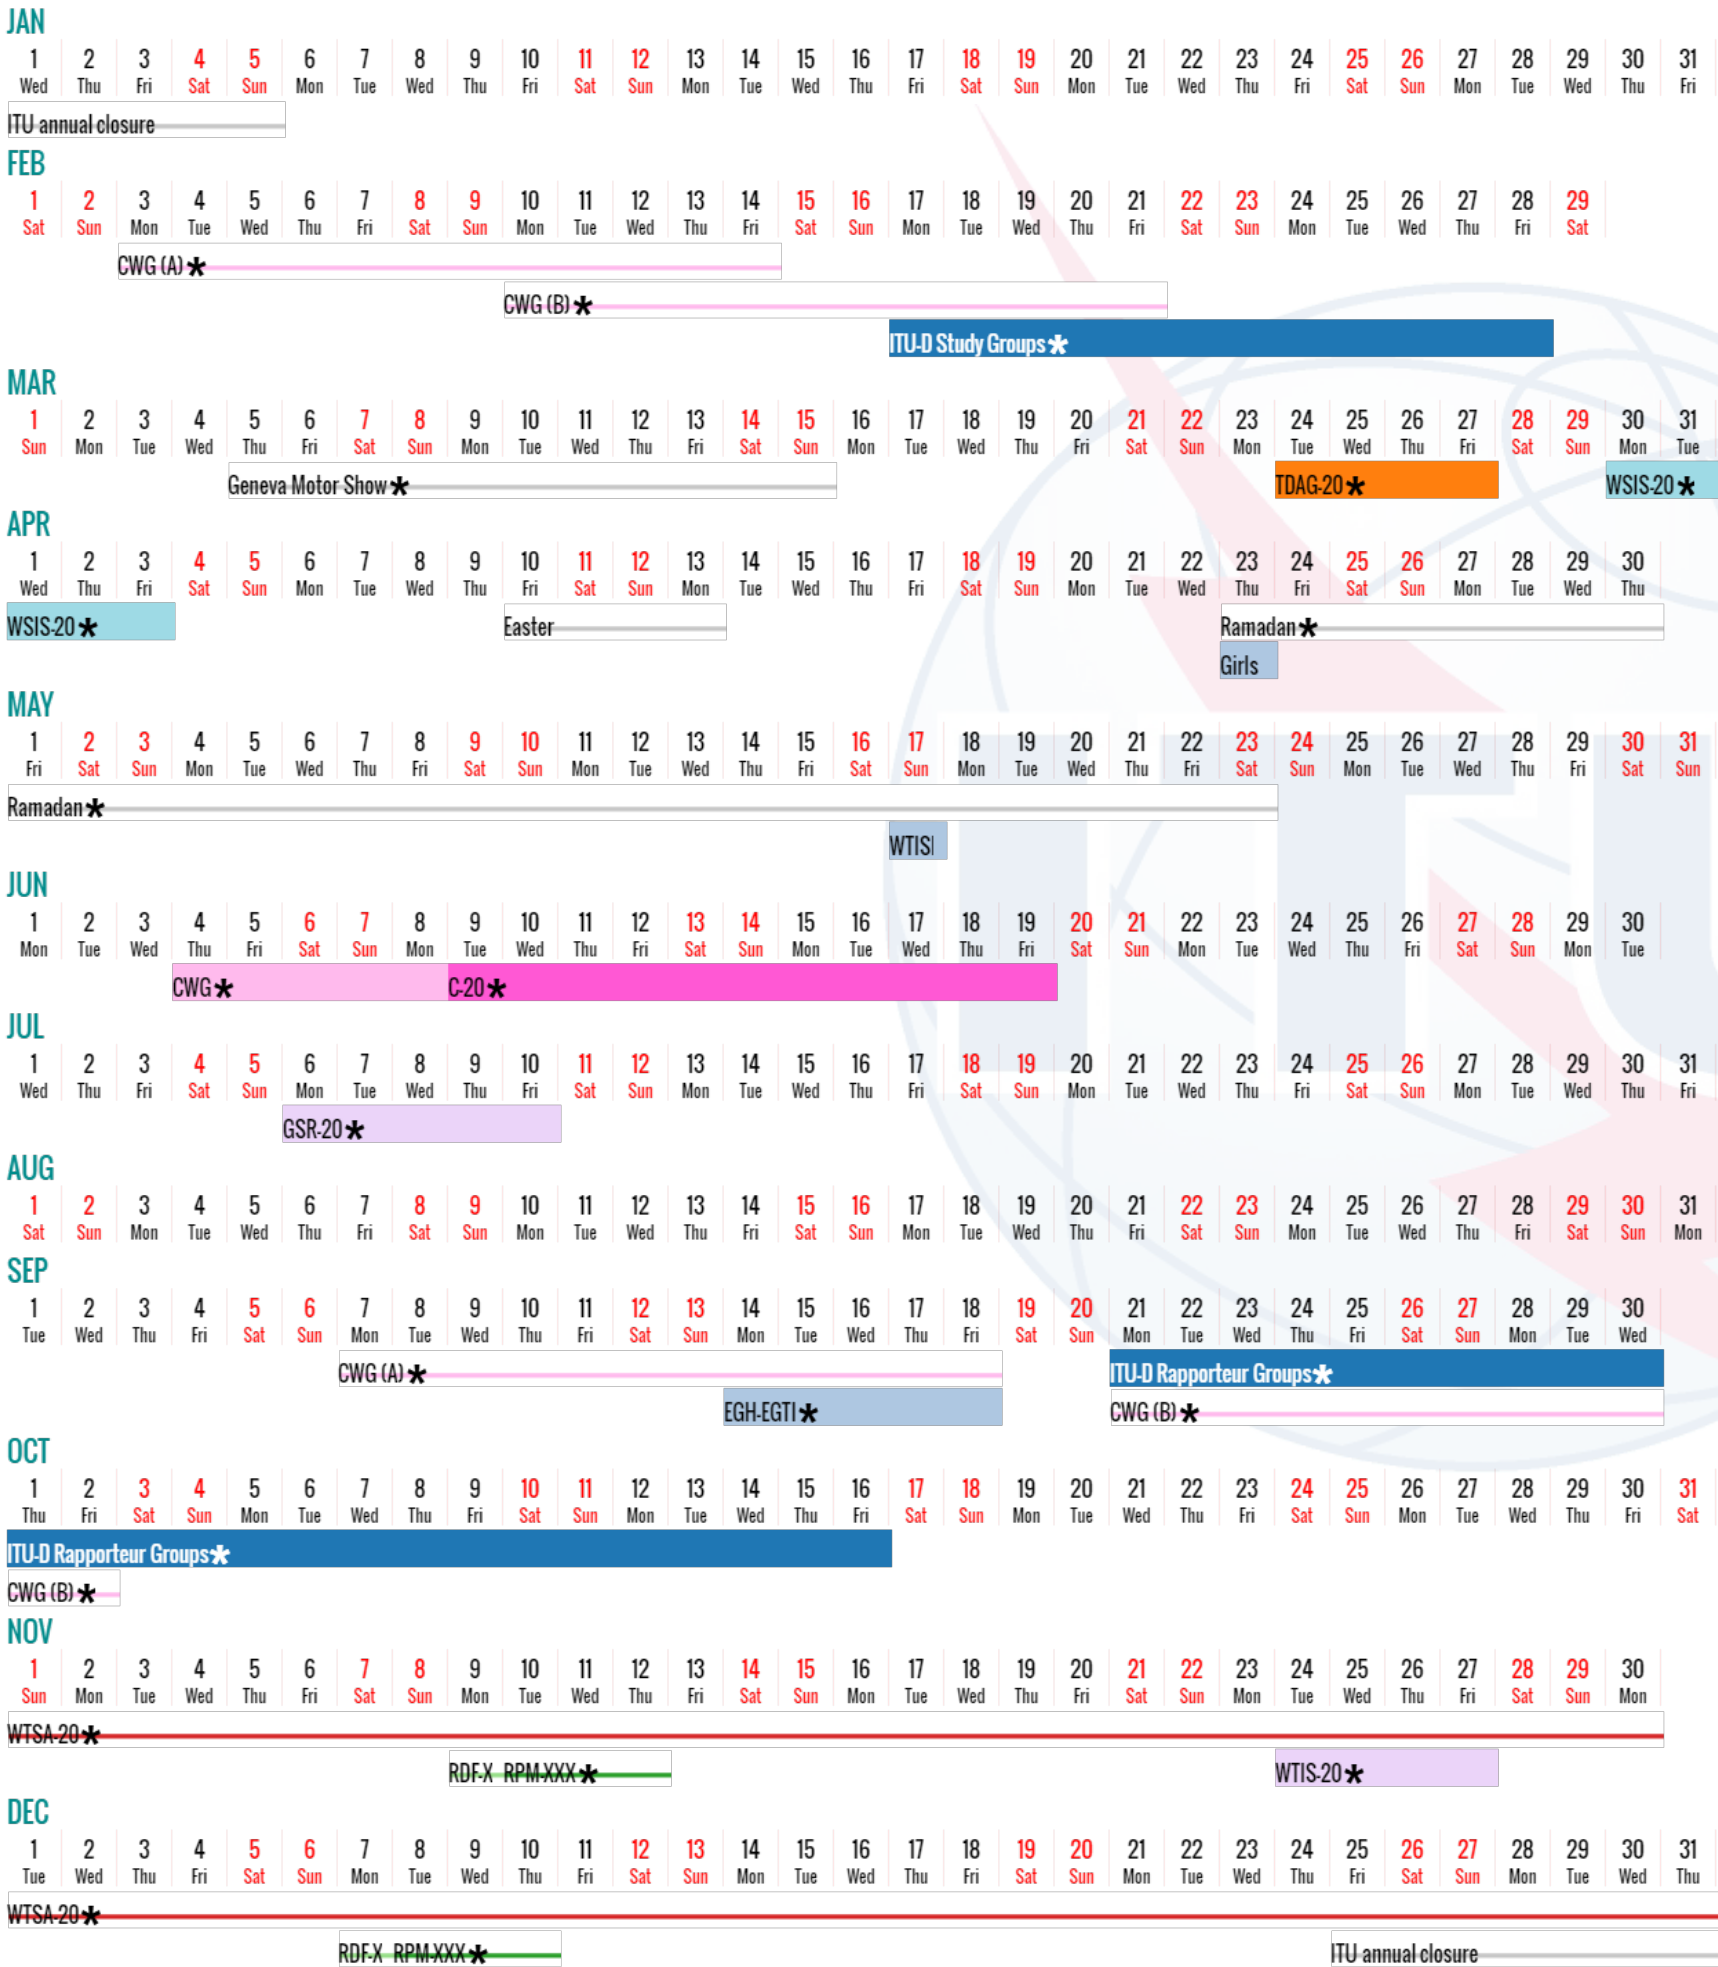 JAN
1 2 3 4 5 6 7 8 9 10 11 12 13 14 15 16 17 18 19 20 21 22 23 24 25 26 27 28 29 30 31
Wed Thu Fri Sat Sun Mon Tue Wed Thu Fri Sat Sun Mon Tue Wed Thu Fri Sat Sun Mon Tue Wed Thu Fri Sat Sun Mon Tue Wed Thu Fri
ITU annual closure
FEB
1 2 3 4 5 6 7 8 9 10 11 12 13 14 15 16 17 18 19 20 21 22 23 24 25 26 27 28 29
Sat Sun Mon Tue Wed Thu Fri Sat Sun Mon Tue Wed Thu Fri Sat Sun Mon Tue Wed Thu Fri Sat Sun Mon Tue Wed Thu Fri Sat
CWG (A)*
CWG (B)*
ITU-D Study Groups*
MAR
1 2 3 4 5 6 7 8 9 10 11 12 13 14 15 16 17 18 19 20 21 22 23 24 25 26 27 28 29 30 31
Sun Mon Tue Wed Thu Fri Sat Sun Mon Tue Wed Thu Fri Sat Sun Mon Tue Wed Thu Fri Sat Sun Mon Tue Wed Thu Fri Sat Sun Mon Tue
Geneva Motor Show* TDAG-20* WSIS-20*
APR
1 2 3 4 5 6 7 8 9 10 11 12 13 14 15 16 17 18 19 20 21 22 23 24 25 26 27 28 29 30
Wed Thu Fri Sat Sun Mon Tue Wed Thu Fri Sat Sun Mon Tue Wed Thu Fri Sat Sun Mon Tue Wed Thu Fri Sat Sun Mon Tue Wed Thu
WSIS-20* Easter Ramadan*
Girls
MAY
1 2 3 4 5 6 7 8 9 10 11 12 13 14 15 16 17 18 19 20 21 22 23 24 25 26 27 28 29 30 31
Fri Sat Sun Mon Tue Wed Thu Fri Sat Sun Mon Tue Wed Thu Fri Sat Sun Mon Tue Wed Thu Fri Sat Sun Mon Tue Wed Thu Fri Sat Sun
Ramadan*
WTIS
JUN
1 2 3 4 5 6 7 8 9 10 11 12 13 14 15 16 17 18 19 20 21 22 23 24 25 26 27 28 29 30
Mon Tue Wed Thu Fri Sat Sun Mon Tue Wed Thu Fri Sat Sun Mon Tue Wed Thu Fri Sat Sun Mon Tue Wed Thu Fri Sat Sun Mon Tue
CWG* C-20*
JUL
1 2 3 4 5 6 7 8 9 10 11 12 13 14 15 16 17 18 19 20 21 22 23 24 25 26 27 28 29 30 31
Wed Thu Fri Sat Sun Mon Tue Wed Thu Fri Sat Sun Mon Tue Wed Thu Fri Sat Sun Mon Tue Wed Thu Fri Sat Sun Mon Tue Wed Thu Fri
GSR-20*
AUG
1 2 3 4 5 6 7 8 9 10 11 12 13 14 15 16 17 18 19 20 21 22 23 24 25 26 27 28 29 30 31
Sat Sun Mon Tue Wed Thu Fri Sat Sun Mon Tue Wed Thu Fri Sat Sun Mon Tue Wed Thu Fri Sat Sun Mon Tue Wed Thu Fri Sat Sun Mon
SEP
1 2 3 4 5 6 7 8 9 10 11 12 13 14 15 16 17 18 19 20 21 22 23 24 25 26 27 28 29 30
Tue Wed Thu Fri Sat Sun Mon Tue Wed Thu Fri Sat Sun Mon Tue Wed Thu Fri Sat Sun Mon Tue Wed Thu Fri Sat Sun Mon Tue Wed
CWG (A)* ITU-D Rapporteur Groups*
EGH-EGTI* CWG (B)*
OCT
1 2 3 4 5 6 7 8 9 10 11 12 13 14 15 16 17 18 19 20 21 22 23 24 25 26 27 28 29 30 31
Thu Fri Sat Sun Mon Tue Wed Thu Fri Sat Sun Mon Tue Wed Thu Fri Sat Sun Mon Tue Wed Thu Fri Sat Sun Mon Tue Wed Thu Fri Sat
ITU-D Rapporteur Groups*
CWG (B)*
NOV
1 2 3 4 5 6 7 8 9 10 11 12 13 14 15 16 17 18 19 20 21 22 23 24 25 26 27 28 29 30
Sun Mon Tue Wed Thu Fri Sat Sun Mon Tue Wed Thu Fri Sat Sun Mon Tue Wed Thu Fri Sat Sun Mon Tue Wed Thu Fri Sat Sun Mon
WTSA-20*
RDF-X RPM-XXX* WTIS-20*
DEC
1 2 3 4 5 6 7 8 9 10 11 12 13 14 15 16 17 18 19 20 21 22 23 24 25 26 27 28 29 30 31
Tue Wed Thu Fri Sat Sun Mon Tue Wed Thu Fri Sat Sun Mon Tue Wed Thu Fri Sat Sun Mon Tue Wed Thu Fri Sat Sun Mon Tue Wed Thu
WTSA-20*
RDF-X RPM-XXX* ITU annual closure